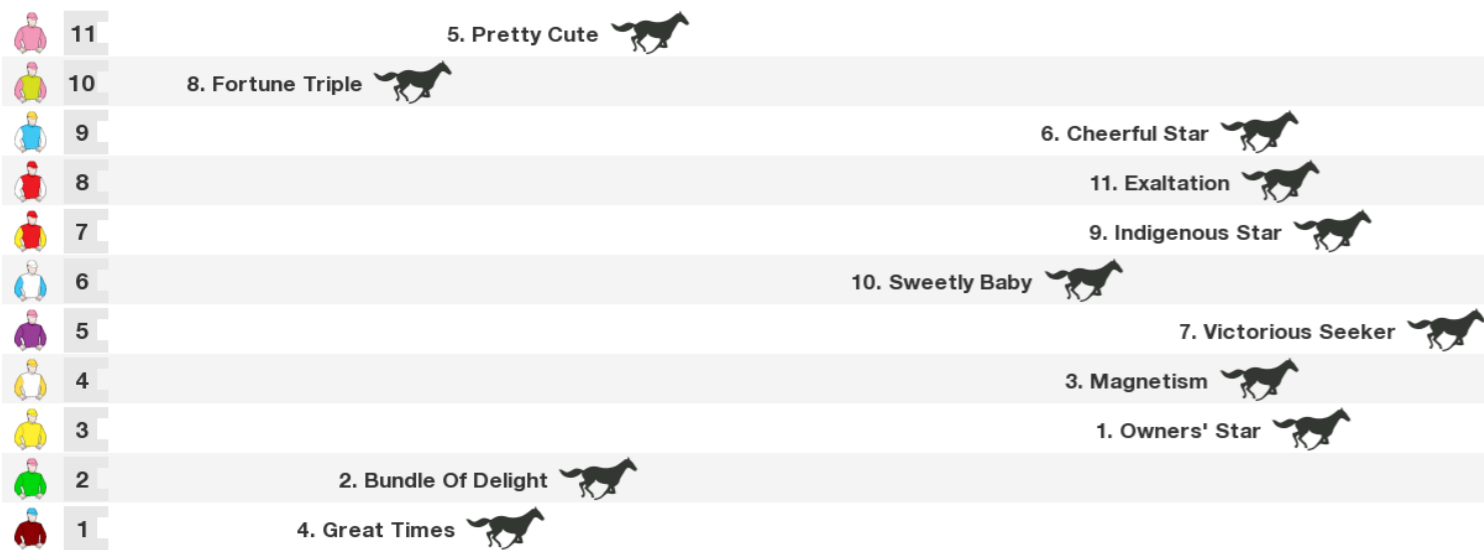 11 5. Pretty Cute
10 8. Fortune Triple
9 6. Cheerful Star
8 11. Exaltation
7 9. Indigenous Star
6 10. Sweetly Baby
5 7. Victorious Seeker
4 3. Magnetism
3 1. Owners' Star
2 2. Bundle Of Delight
1 4. Great Times